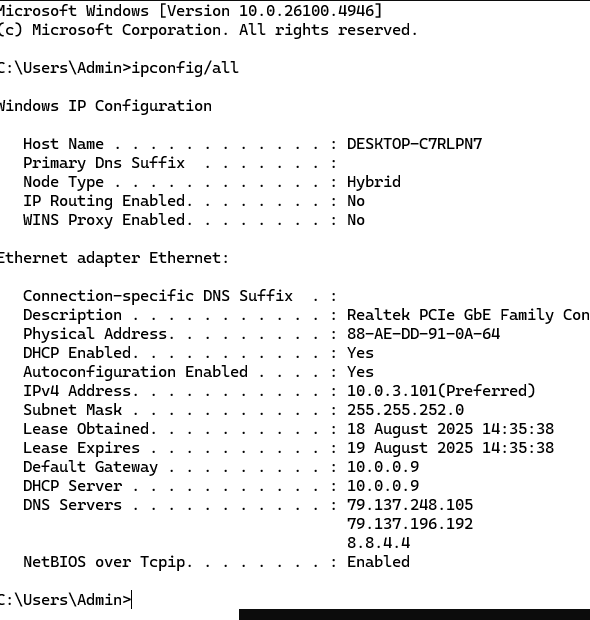 Microsoft Windows [Version 10.0.26100.4946]
(c) Microsoft Corporation. All rights reserved.
C:\Users\Admin>ipconfig/all
Windows IP Configuration
Host Name . . . . . . . . . . . . : DESKTOP-C7RLPN7
Primary Dns Suffix  . . . . . . . :
Node Type . . . . . . . . . . . . : Hybrid
IP Routing Enabled. . . . . . . . : No
WINS Proxy Enabled. . . . . . . . : No
Ethernet adapter Ethernet:
Connection-specific DNS Suffix  . :
Description . . . . . . . . . . . : Realtek PCIe GbE Family Con
Physical Address. . . . . . . . . : 88-AE-DD-91-0A-64
DHCP Enabled. . . . . . . . . . . : Yes
Autoconfiguration Enabled . . . . : Yes
IPv4 Address. . . . . . . . . . . : 10.0.3.101(Preferred)
Subnet Mask . . . . . . . . . . . : 255.255.252.0
Lease Obtained. . . . . . . . . . : 18 August 2025 14:35:38
Lease Expires . . . . . . . . . . : 19 August 2025 14:35:38
Default Gateway . . . . . . . . . : 10.0.0.9
DHCP Server . . . . . . . . . . . : 10.0.0.9
DNS Servers . . . . . . . . . . . : 79.137.248.105
79.137.196.192
8.8.4.4
NetBIOS over Tcpip. . . . . . . . : Enabled
C:\Users\Admin>